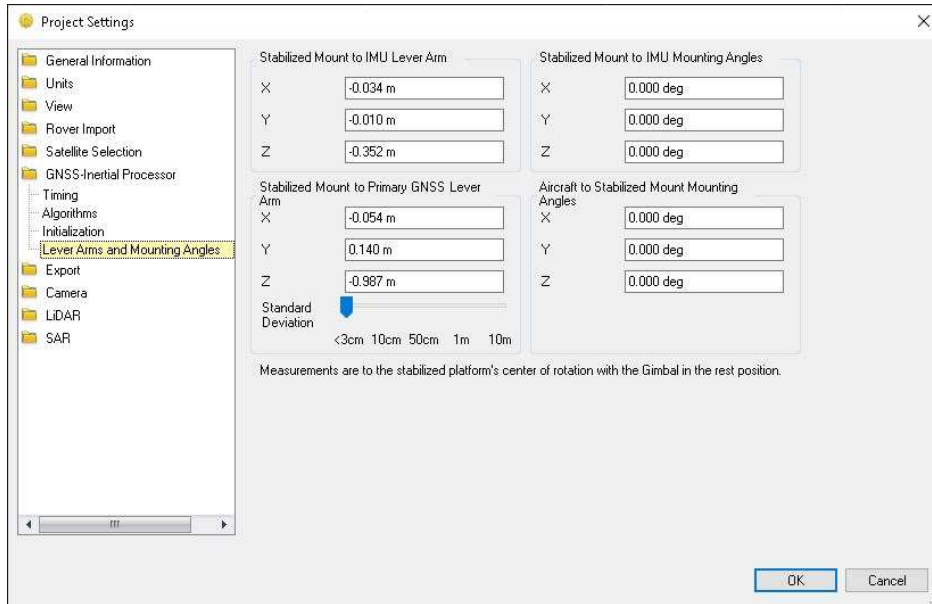 Project Settings
General Information
Units
View
Rover Import
Satellite Selection
GNSS-Inertial Processor
Timing
Algorithms
Initialization
Lever Arms and Mounting Angles
Export
Camera
LiDAR
SAR
Stabilized Mount to IMU Lever Arm
X -0.034 m
Y -0.010 m
Z -0.352 m
Stabilized Mount to IMU Mounting Angles
X 0.000 deg
Y 0.000 deg
Z 0.000 deg
Stabilized Mount to Primary GNSS Lever
Arm
X -0.054 m
Y 0.140 m
Z -0.987 m
Standard
Deviation
<3cm 10cm 50cm 1m 10m
Aircraft to Stabilized Mount Mounting
Angles
X 0.000 deg
Y 0.000 deg
Z 0.000 deg
Measurements are to the stabilized platform's center of rotation with the Gimbal in the rest position.
OK
Cancel